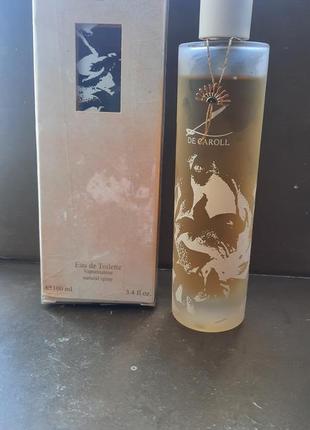 Z
DE CAROLL
Eau de Toilette
Vaporisateur
natural spray
100 ml
3.4 fl oz.